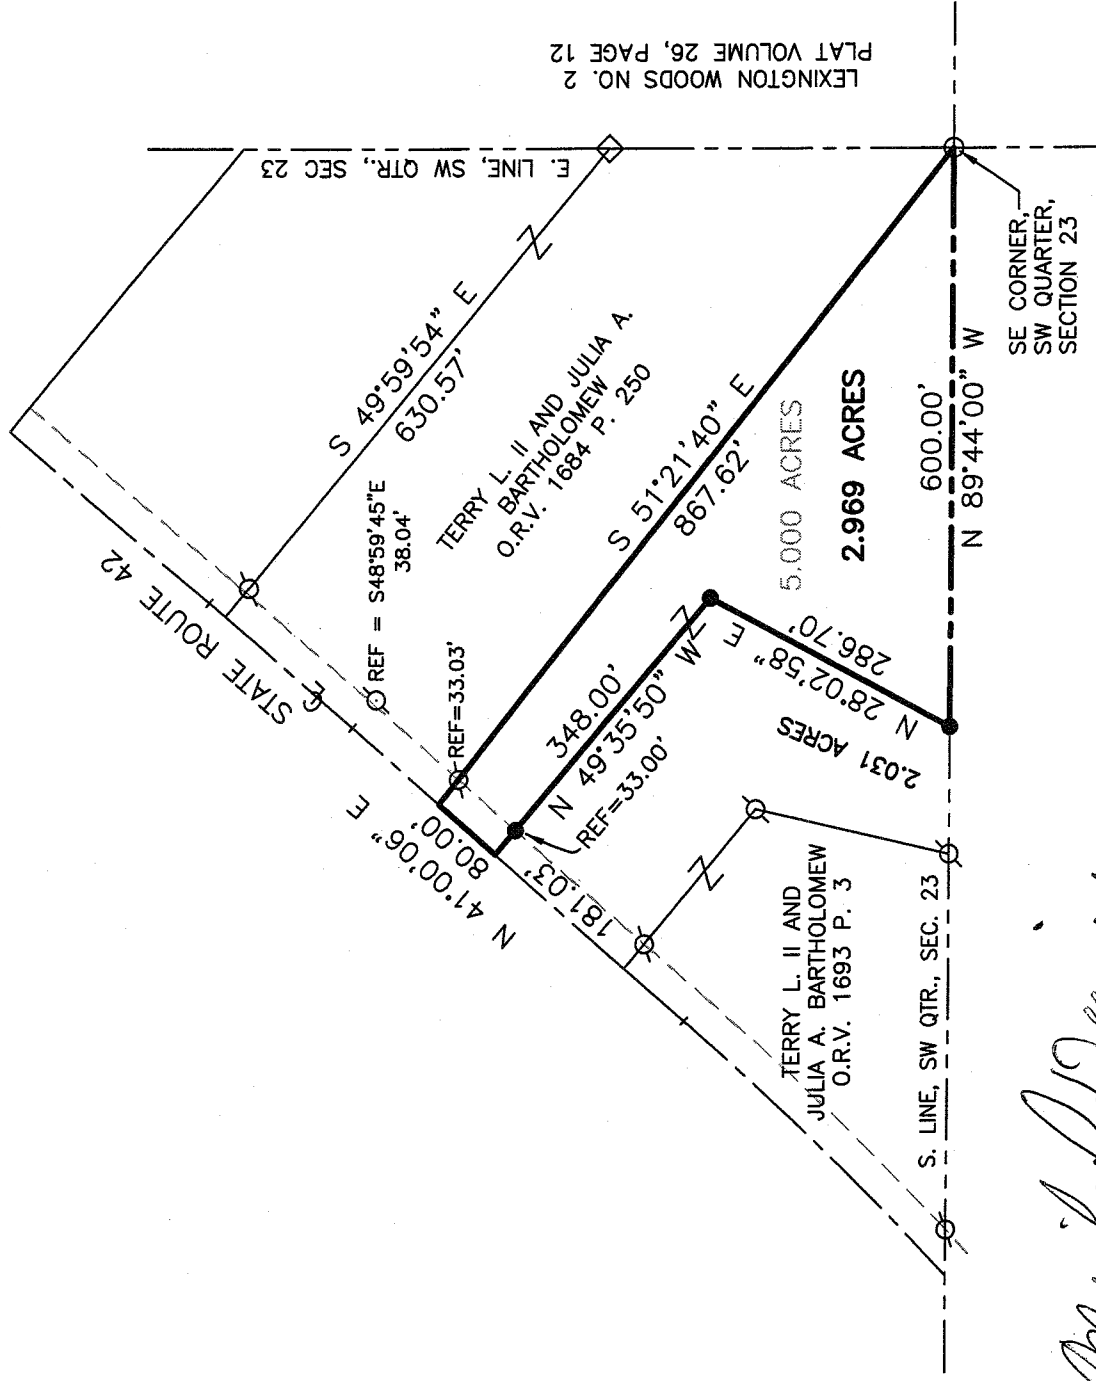 LEXINGTON WOODS NO. 2
PLAT VOLUME 26, PAGE 12
E. LINE, SW QTR., SEC 23
STATE ROUTE 42
S 49°59'54" E
630.57'
REF = S48°59'45"E
38.04'
TERRY L. II AND JULIA A.
BARTHOLOMEW
O.R.V. 1684 P. 250
REF=33.03'
S 51°21'40" E
867.62'
N 41°00'06" E
80.00'
181.03'
348.00'
N 49°35'50" W
REF=33.00'
5.000 ACRES
2.969 ACRES
600.00'
N 89°44'00" W
SE CORNER,
SW QUARTER,
SECTION 23
N 28°02'58" E
286.70'
2.031 ACRES
TERRY L. II AND
JULIA A. BARTHOLOMEW
O.R.V. 1693 P. 3
S. LINE, SW QTR., SEC. 23